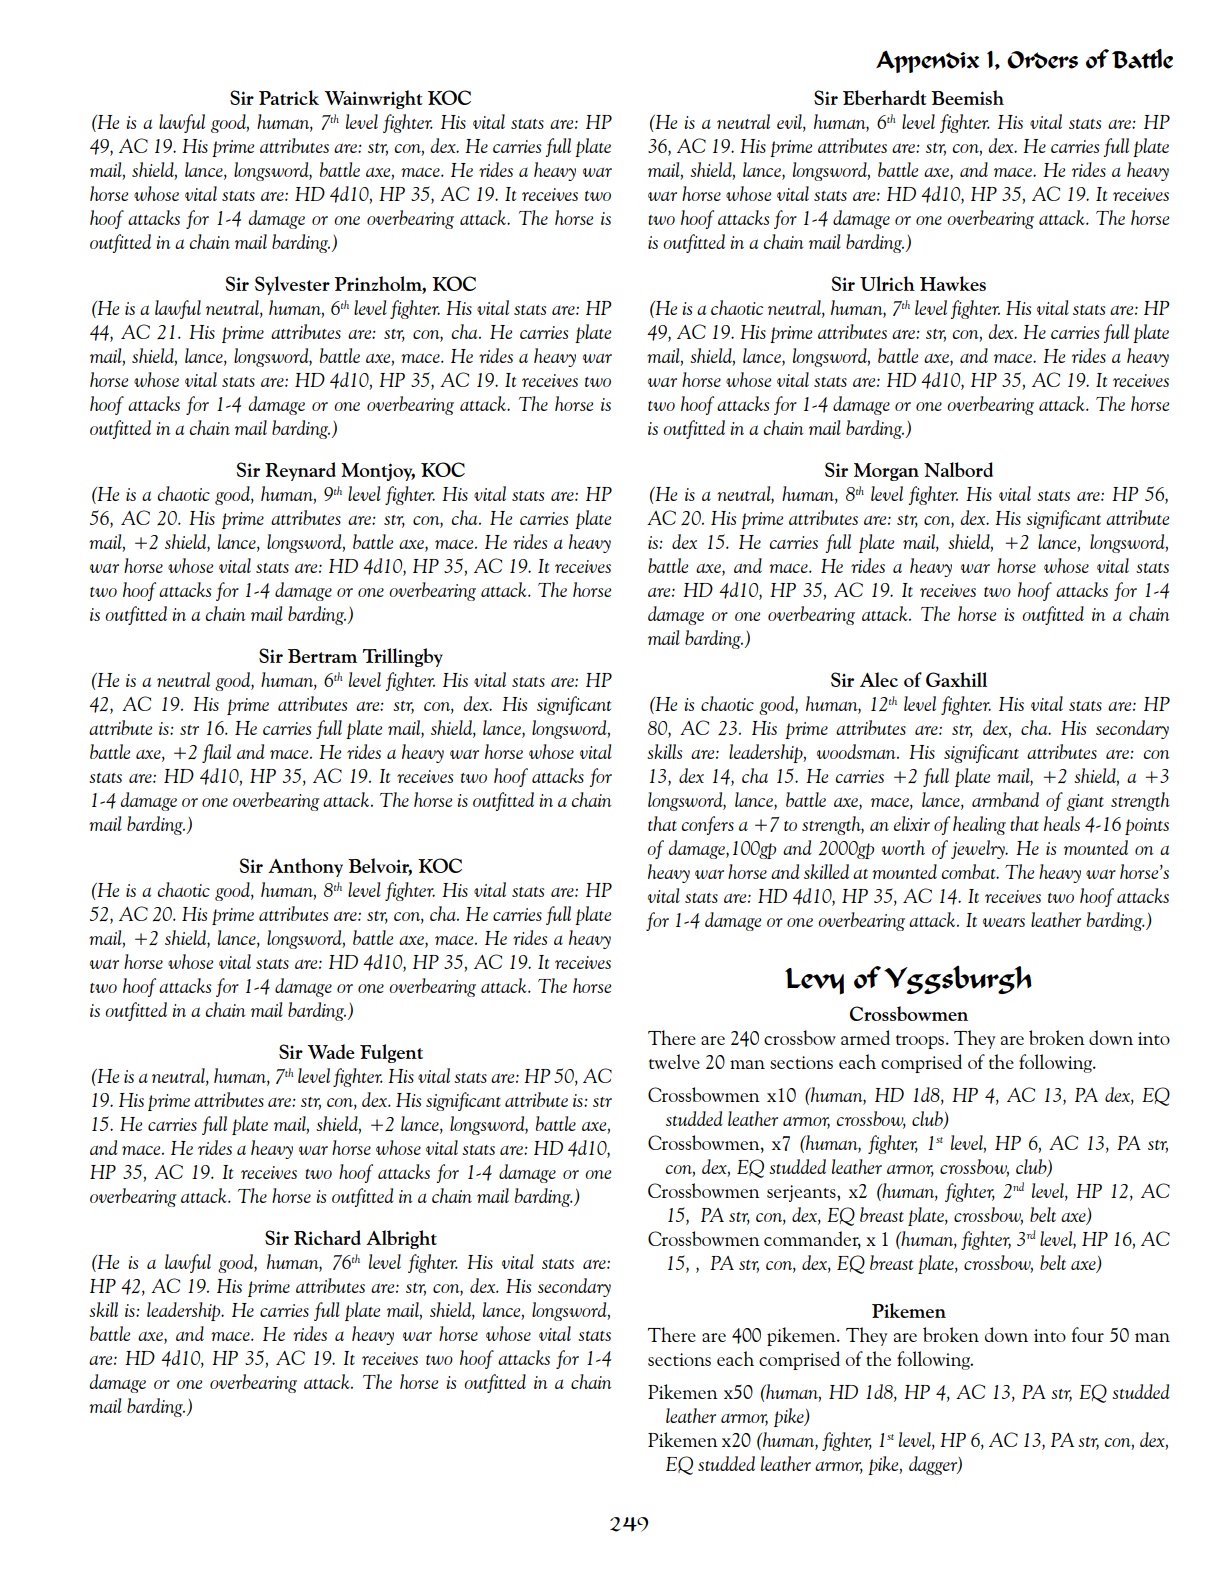 Appendix 1. Orders of Battle
Sir Patrick Wainwright KOC
(He is a lawful good, human, 7th level fighter. His vital stats are: HP
49, AC 19. His prime attributes are: str, con, dex. He carries full plate
mail, shield, lance, longsword, battle axe, mace. He rides a heavy war
horse whose vital stats are: HD 4d10, HP 35, AC 19. It receives two
hoof attacks for 1-4 damage or one overbearing attack. The horse is
outfitted in a chain mail barding.)
Sir Sylvester Prinzholm, KOC
(He is a lawful neutral, human, 6th level fighter. His vital stats are: HP
44, AC 21. His prime attributes are: str, con, cha. He carries plate
mail, shield, lance, longsword, battle axe, mace. He rides a heavy war
horse whose vital stats are: HD 4d10, HP 35, AC 19. It receives two
hoof attacks for 1-4 damage or one overbearing attack. The horse is
outfitted in a chain mail barding.)
Sir Reynard Montjoy, KOC
(He is a chaotic good, human, 9th level fighter. His vital stats are: HP
56, AC 20. His prime attributes are: str, con, cha. He carries plate
mail, +2 shield, lance, longsword, battle axe, mace. He rides a heavy
war horse whose vital stats are: HD 4d10, HP 35, AC 19. It receives
two hoof attacks for 1-4 damage or one overbearing attack. The horse
is outfitted in a chain mail barding.)
Sir Bertram Trillingby
(He is a neutral good, human, 6th level fighter. His vital stats are: HP
42, AC 19. His prime attributes are: str, con, dex. His significant
attribute is: str 16. He carries full plate mail, shield, lance, longsword,
battle axe, +2 flail and mace. He rides a heavy war horse whose vital
stats are: HD 4d10, HP 35, AC 19. It receives two hoof attacks for
1-4 damage or one overbearing attack. The horse is outfitted in a chain
mail barding.)
Sir Anthony Belvoir, KOC
(He is a chaotic good, human, 8th level fighter. His vital stats are: HP
52, AC 20. His prime attributes are: str, con, cha. He carries full plate
mail, +2 shield, lance, longsword, battle axe, mace. He rides a heavy
war horse whose vital stats are: HD 4d10, HP 35, AC 19. It receives
two hoof attacks for 1-4 damage or one overbearing attack. The horse
is outfitted in a chain mail barding.)
Sir Wade Fulgent
(He is a neutral, human, 7th level fighter. His vital stats are: HP 50, AC
19. His prime attributes are: str, con, dex. His significant attribute is: str
15. He carries full plate mail, shield, +2 lance, longsword, battle axe,
and mace. He rides a heavy war horse whose vital stats are: HD 4d10,
HP 35, AC 19. It receives two hoof attacks for 1-4 damage or one
overbearing attack. The horse is outfitted in a chain mail barding.)
Sir Richard Albright
(He is a lawful good, human, 76th level fighter. His vital stats are:
HP 42, AC 19. His prime attributes are: str, con, dex. His secondary
skill is: leadership. He carries full plate mail, shield, lance, longsword,
battle axe, and mace. He rides a heavy war horse whose vital stats
are: HD 4d10, HP 35, AC 19. It receives two hoof attacks for 1-4
damage or one overbearing attack. The horse is outfitted in a chain
mail barding.)
Sir Eberhardt Beemish
(He is a neutral evil, human, 6th level fighter. His vital stats are: HP
36, AC 19. His prime attributes are: str, con, dex. He carries full plate
mail, shield, lance, longsword, battle axe, and mace. He rides a heavy
war horse whose vital stats are: HD 4d10, HP 35, AC 19. It receives
two hoof attacks for 1-4 damage or one overbearing attack. The horse
is outfitted in a chain mail barding.)
Sir Ulrich Hawkes
(He is a chaotic neutral, human, 7th level fighter. His vital stats are: HP
49, AC 19. His prime attributes are: str, con, dex. He carries full plate
mail, shield, lance, longsword, battle axe, and mace. He rides a heavy
war horse whose vital stats are: HD 4d10, HP 35, AC 19. It receives
two hoof attacks for 1-4 damage or one overbearing attack. The horse
is outfitted in a chain mail barding.)
Sir Morgan Nalbord
(He is a neutral, human, 8th level fighter. His vital stats are: HP 56,
AC 20. His prime attributes are: str, con, dex. His significant attribute
is: dex 15. He carries full plate mail, shield, +2 lance, longsword,
battle axe, and mace. He rides a heavy war horse whose vital stats
are: HD 4d10, HP 35, AC 19. It receives two hoof attacks for 1-4
damage or one overbearing attack. The horse is outfitted in a chain
mail barding.)
Sir Alec of Gaxhill
(He is chaotic good, human, 12th level fighter. His vital stats are: HP
80, AC 23. His prime attributes are: str, dex, cha. His secondary
skills are: leadership, woodsman. His significant attributes are: con
13, dex 14, cha 15. He carries +2 full plate mail, +2 shield, a +3
longsword, lance, battle axe, mace, lance, armband of giant strength
that confers a +7 to strength, an elixir of healing that heals 4-16 points
of damage,100gp and 2000gp worth of jewelry. He is mounted on a
heavy war horse and skilled at mounted combat. The heavy war horse's
vital stats are: HD 4d10, HP 35, AC 14. It receives two hoof attacks
for 1-4 damage or one overbearing attack. It wears leather barding.)
Levy of Yggsburgh
Crossbowmen
There are 240 crossbow armed troops. They are broken down into
twelve 20 man sections each comprised of the following.
Crossbowmen x10 (human, HD 1d8, HP 4, AC 13, PA dex, EQ
studded leather armor, crossbow, club)
Crossbowmen, x7 (human, fighter, 1st level, HP 6, AC 13, PA str,
con, dex, EQ studded leather armor, crossbow, club)
Crossbowmen serjeants, x2 (human, fighter, 2nd level, HP 12, AC
15, PA str, con, dex, EQ breast plate, crossbow, belt axe)
Crossbowmen commander, x 1 (human, fighter, 3rd level, HP 16, AC
15, , PA str, con, dex, EQ breast plate, crossbow, belt axe)
Pikemen
There are 400 pikemen. They are broken down into four 50 man
sections each comprised of the following.
Pikemen x50 (human, HD 1d8, HP 4, AC 13, PA str, EQ studded
leather armor, pike)
Pikemen x20 (human, fighter, 1st level, HP 6, AC 13, PA str, con, dex,
EQ studded leather armor, pike, dagger)
249